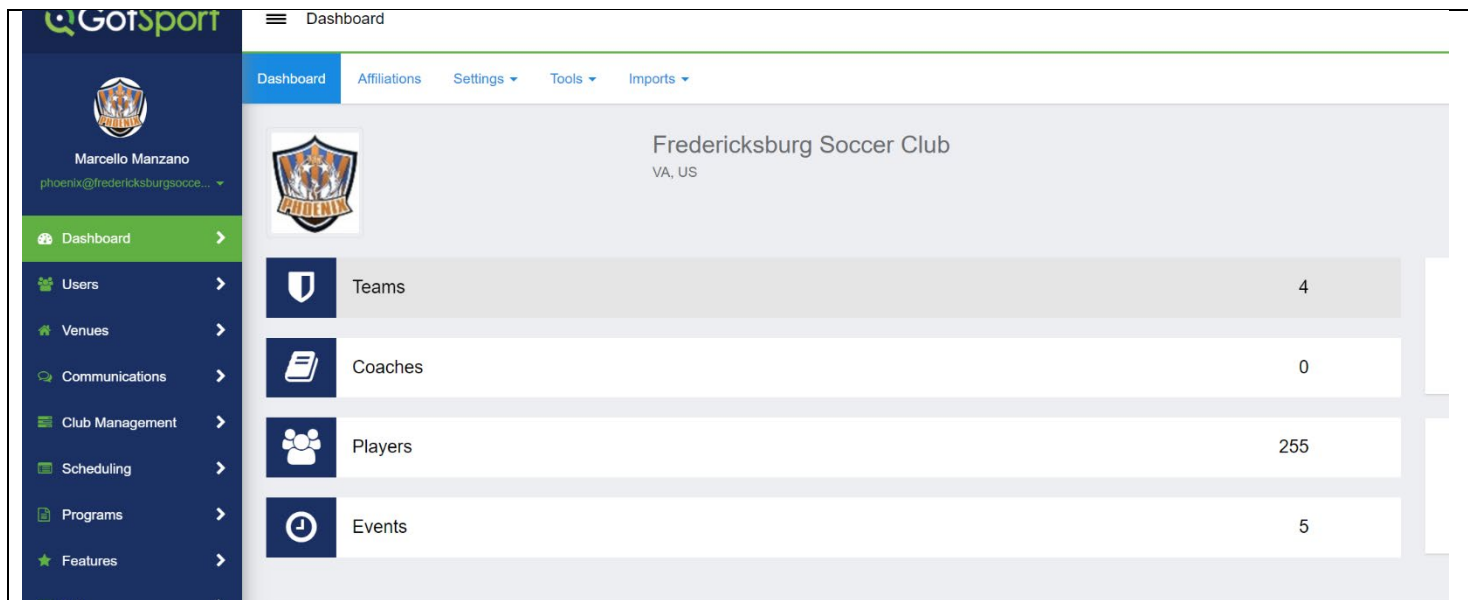 GotSport
Dashboard
Dashboard Affiliations Settings Tools Imports
PHOENIX
Marcello Manzano
phoenix@fredericksburgsocce...
PHOENIX
Fredericksburg Soccer Club
VA, US
Dashboard
Users
Venues
Communications
Club Management
Scheduling
Programs
Features
Teams 4
Coaches 0
Players 255
Events 5